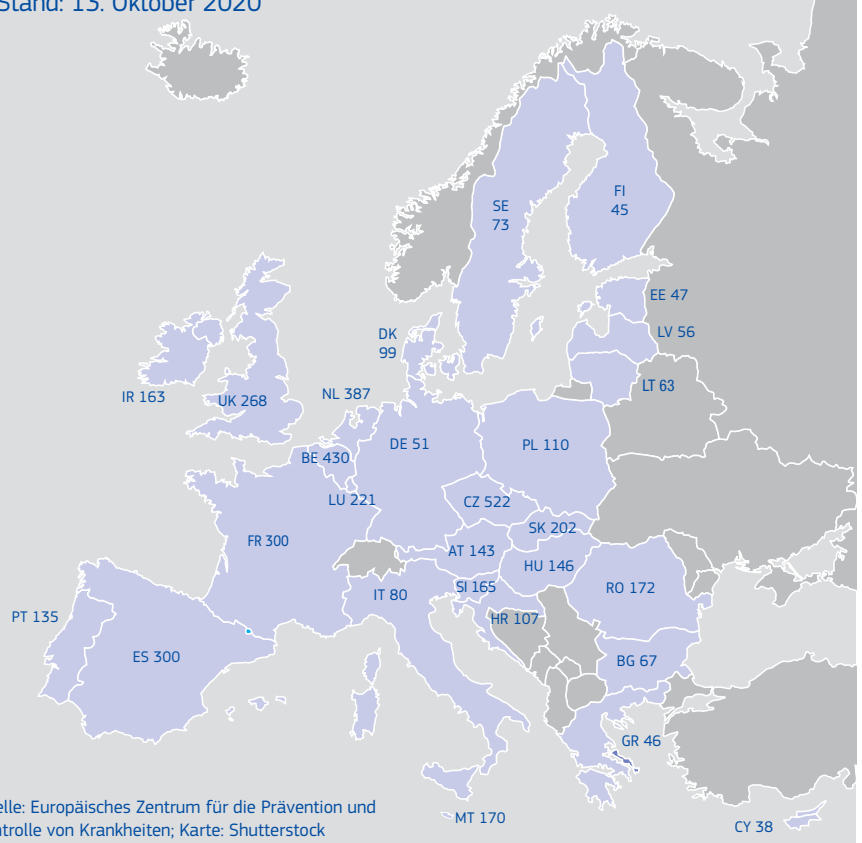 Stand: 13. Oktober 2020
SE
73
FI
45
EE 47
DK
99
LV 56
LT 63
IR 163
UK 268
NL 387
DE 51
PL 110
BE 430
LU 221
CZ 522
SK 202
FR 300
AT 143
HU 146
IT 80
SI 165
RO 172
PT 135
HR 107
ES 300
BG 67
GR 46
MT 170
CY 38
elle: Europäisches Zentrum für die Prävention und
ntrolle von Krankheiten; Karte: Shutterstock